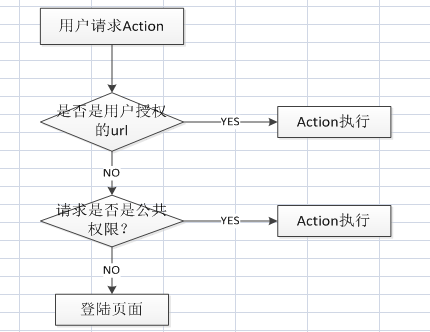 用户请求Action
是否是用户授权
的url
YES
Action执行
NO
请求是否是公共
权限？
YES
Action执行
NO
登陆页面